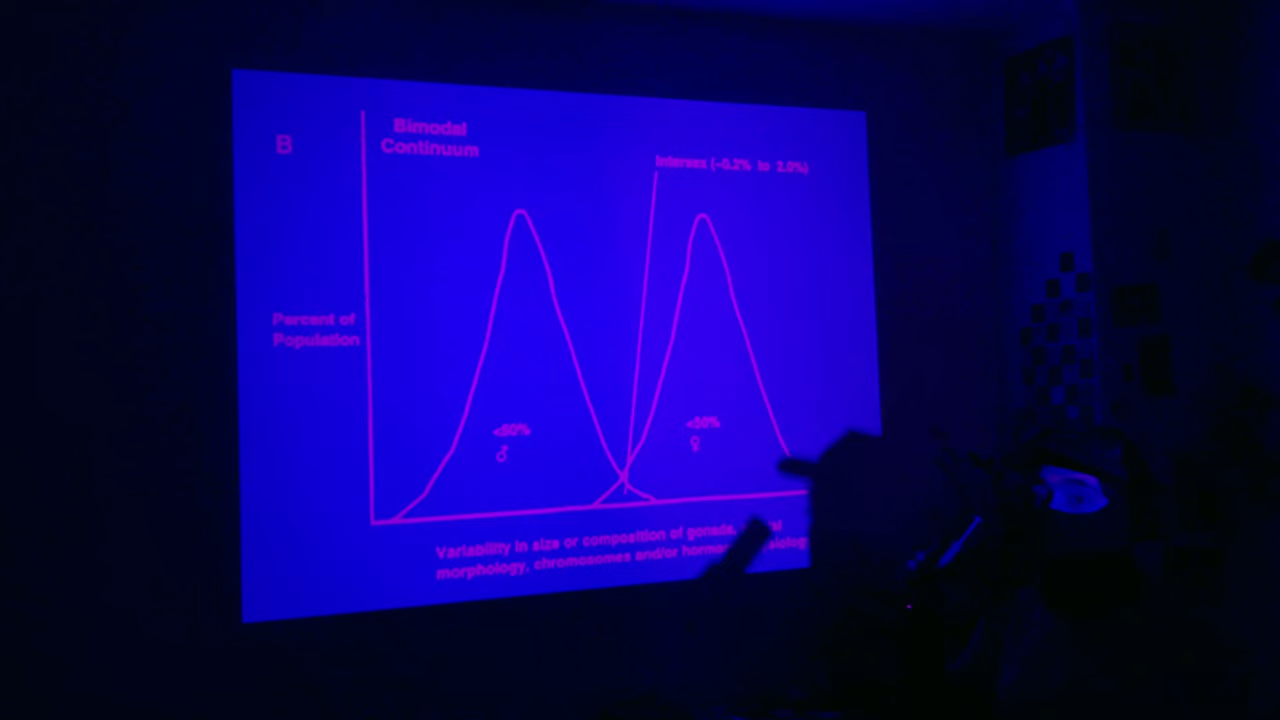 B
Bimodal
Continuum
Intersex (~0.2% to 2.0%)
Percent of
Population
<50%
♂
<50%
♀
Variability in size or composition of gonads,
morphology, chromosomes and/or